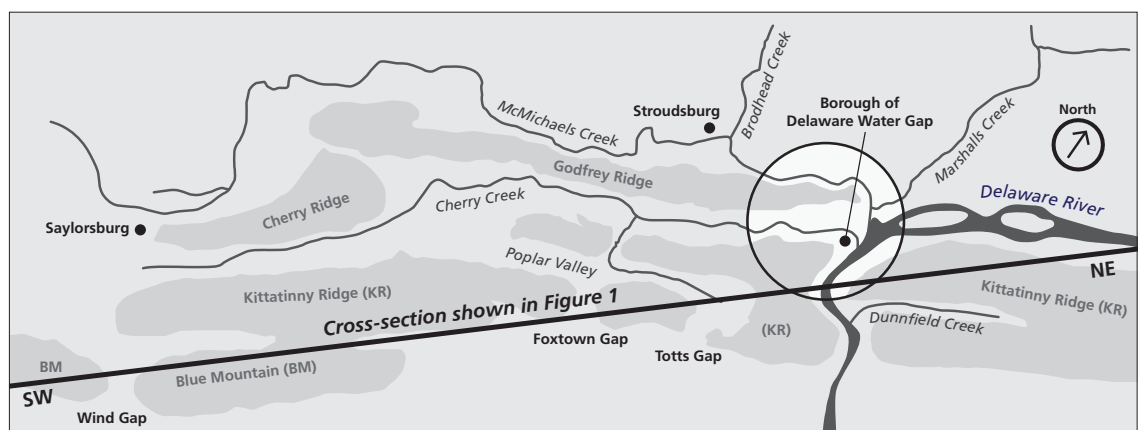 Brodhead Creek
McMichaels Creek
Stroudsburg
Borough of
Delaware Water Gap
Marshalls Creek
North
Godfrey Ridge
Cherry Ridge
Cherry Creek
Delaware River
Saylorsburg
Poplar Valley
NE
Kittatinny Ridge (KR)
Kittatinny Ridge (KR)
Cross-section shown in Figure 1
Dunnfield Creek
(KR)
Foxtown Gap
Totts Gap
BM
Blue Mountain (BM)
SW
Wind Gap